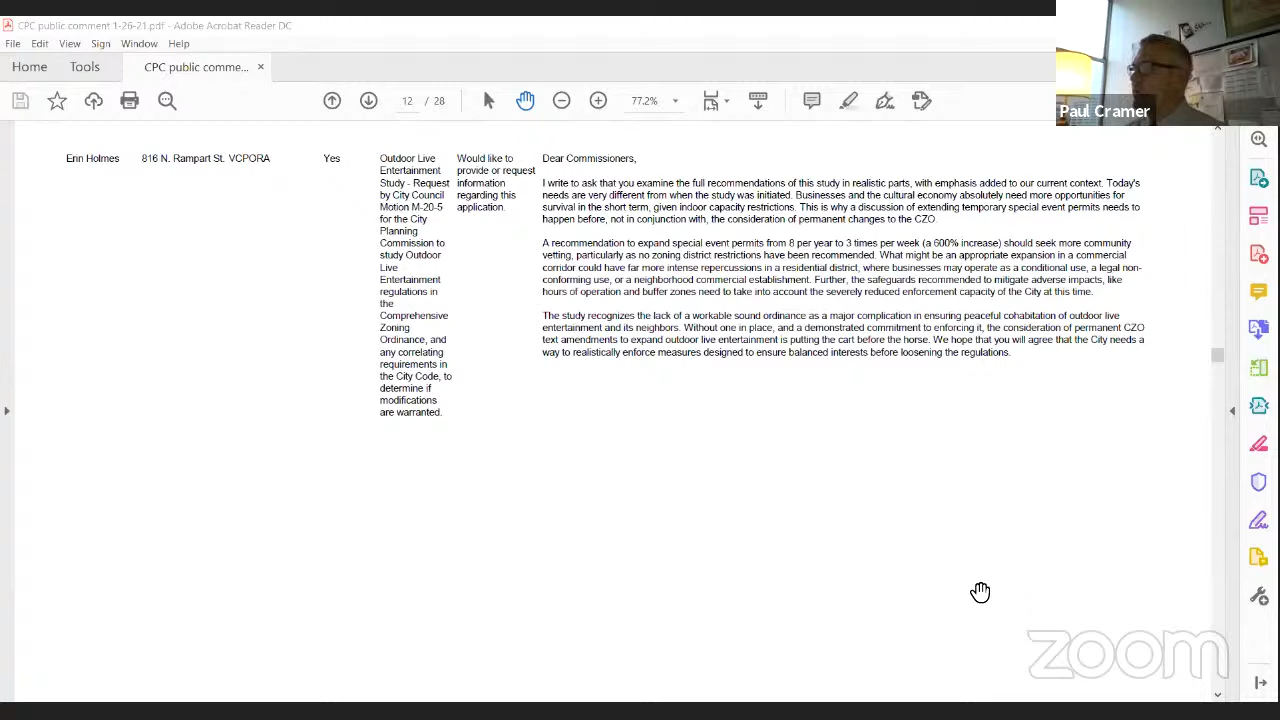 CPC public comment 1-26-21.pdf - Adobe Acrobat Reader DC
File Edit View Sign Window Help
Home Tools CPC public comme... ×
12 / 28 77.2%
Paul Cramer
Erin Holmes
816 N. Rampart St. VCPORA
Yes
Outdoor Live
Entertainment
Study - Request
by City Council
Motion M-20-5
for the City
Planning
Commission to
study Outdoor
Live
Entertainment
regulations in
the
Comprehensive
Zoning
Ordinance, and
any correlating
requirements in
the City Code, to
determine if
modifications
are warranted.
Would like to
provide or request
information
regarding this
application.
Dear Commissioners,
I write to ask that you examine the full recommendations of this study in realistic parts, with emphasis added to our current context. Today's
needs are very different from when the study was initiated. Businesses and the cultural economy absolutely need more opportunities for
survival in the short term, given indoor capacity restrictions. This is why a discussion of extending temporary special event permits needs to
happen before, not in conjunction with, the consideration of permanent changes to the CZO.
A recommendation to expand special event permits from 8 per year to 3 times per week (a 600% increase) should seek more community
vetting, particularly as no zoning district restrictions have been recommended. What might be an appropriate expansion in a commercial
corridor could have far more intense repercussions in a residential district, where businesses may operate as a conditional use, a legal non-
conforming use, or a neighborhood commercial establishment. Further, the safeguards recommended to mitigate adverse impacts, like
hours of operation and buffer zones need to take into account the severely reduced enforcement capacity of the City at this time.
The study recognizes the lack of a workable sound ordinance as a major complication in ensuring peaceful cohabitation of outdoor live
entertainment and its neighbors. Without one in place, and a demonstrated commitment to enforcing it, the consideration of permanent CZO
text amendments to expand outdoor live entertainment is putting the cart before the horse. We hope that you will agree that the City needs a
way to realistically enforce measures designed to ensure balanced interests before loosening the regulations.
zoom